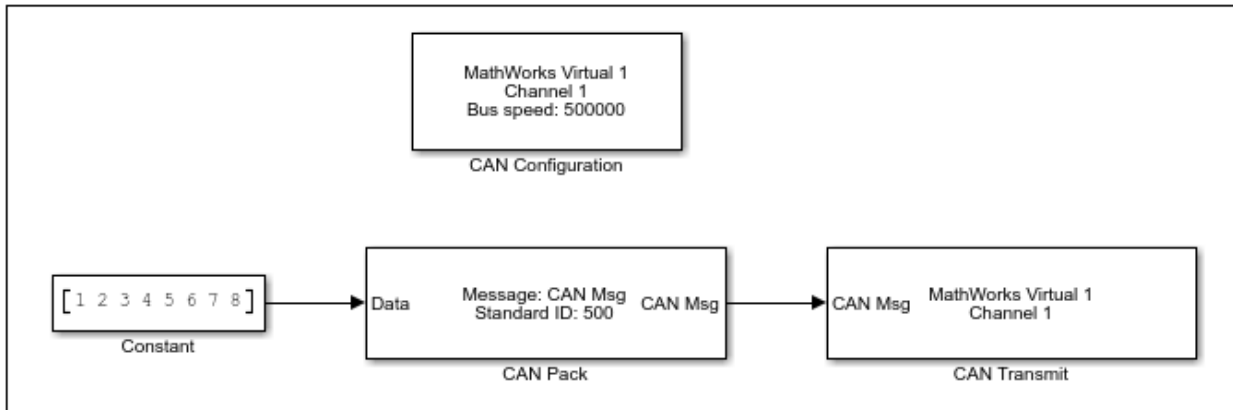 MathWorks Virtual 1
Channel 1
Bus speed: 500000
CAN Configuration
[1 2 3 4 5 6 7 8]
Constant
Data
Message: CAN Msg
Standard ID: 500
CAN Msg
CAN Pack
CAN Msg
MathWorks Virtual 1
Channel 1
CAN Transmit